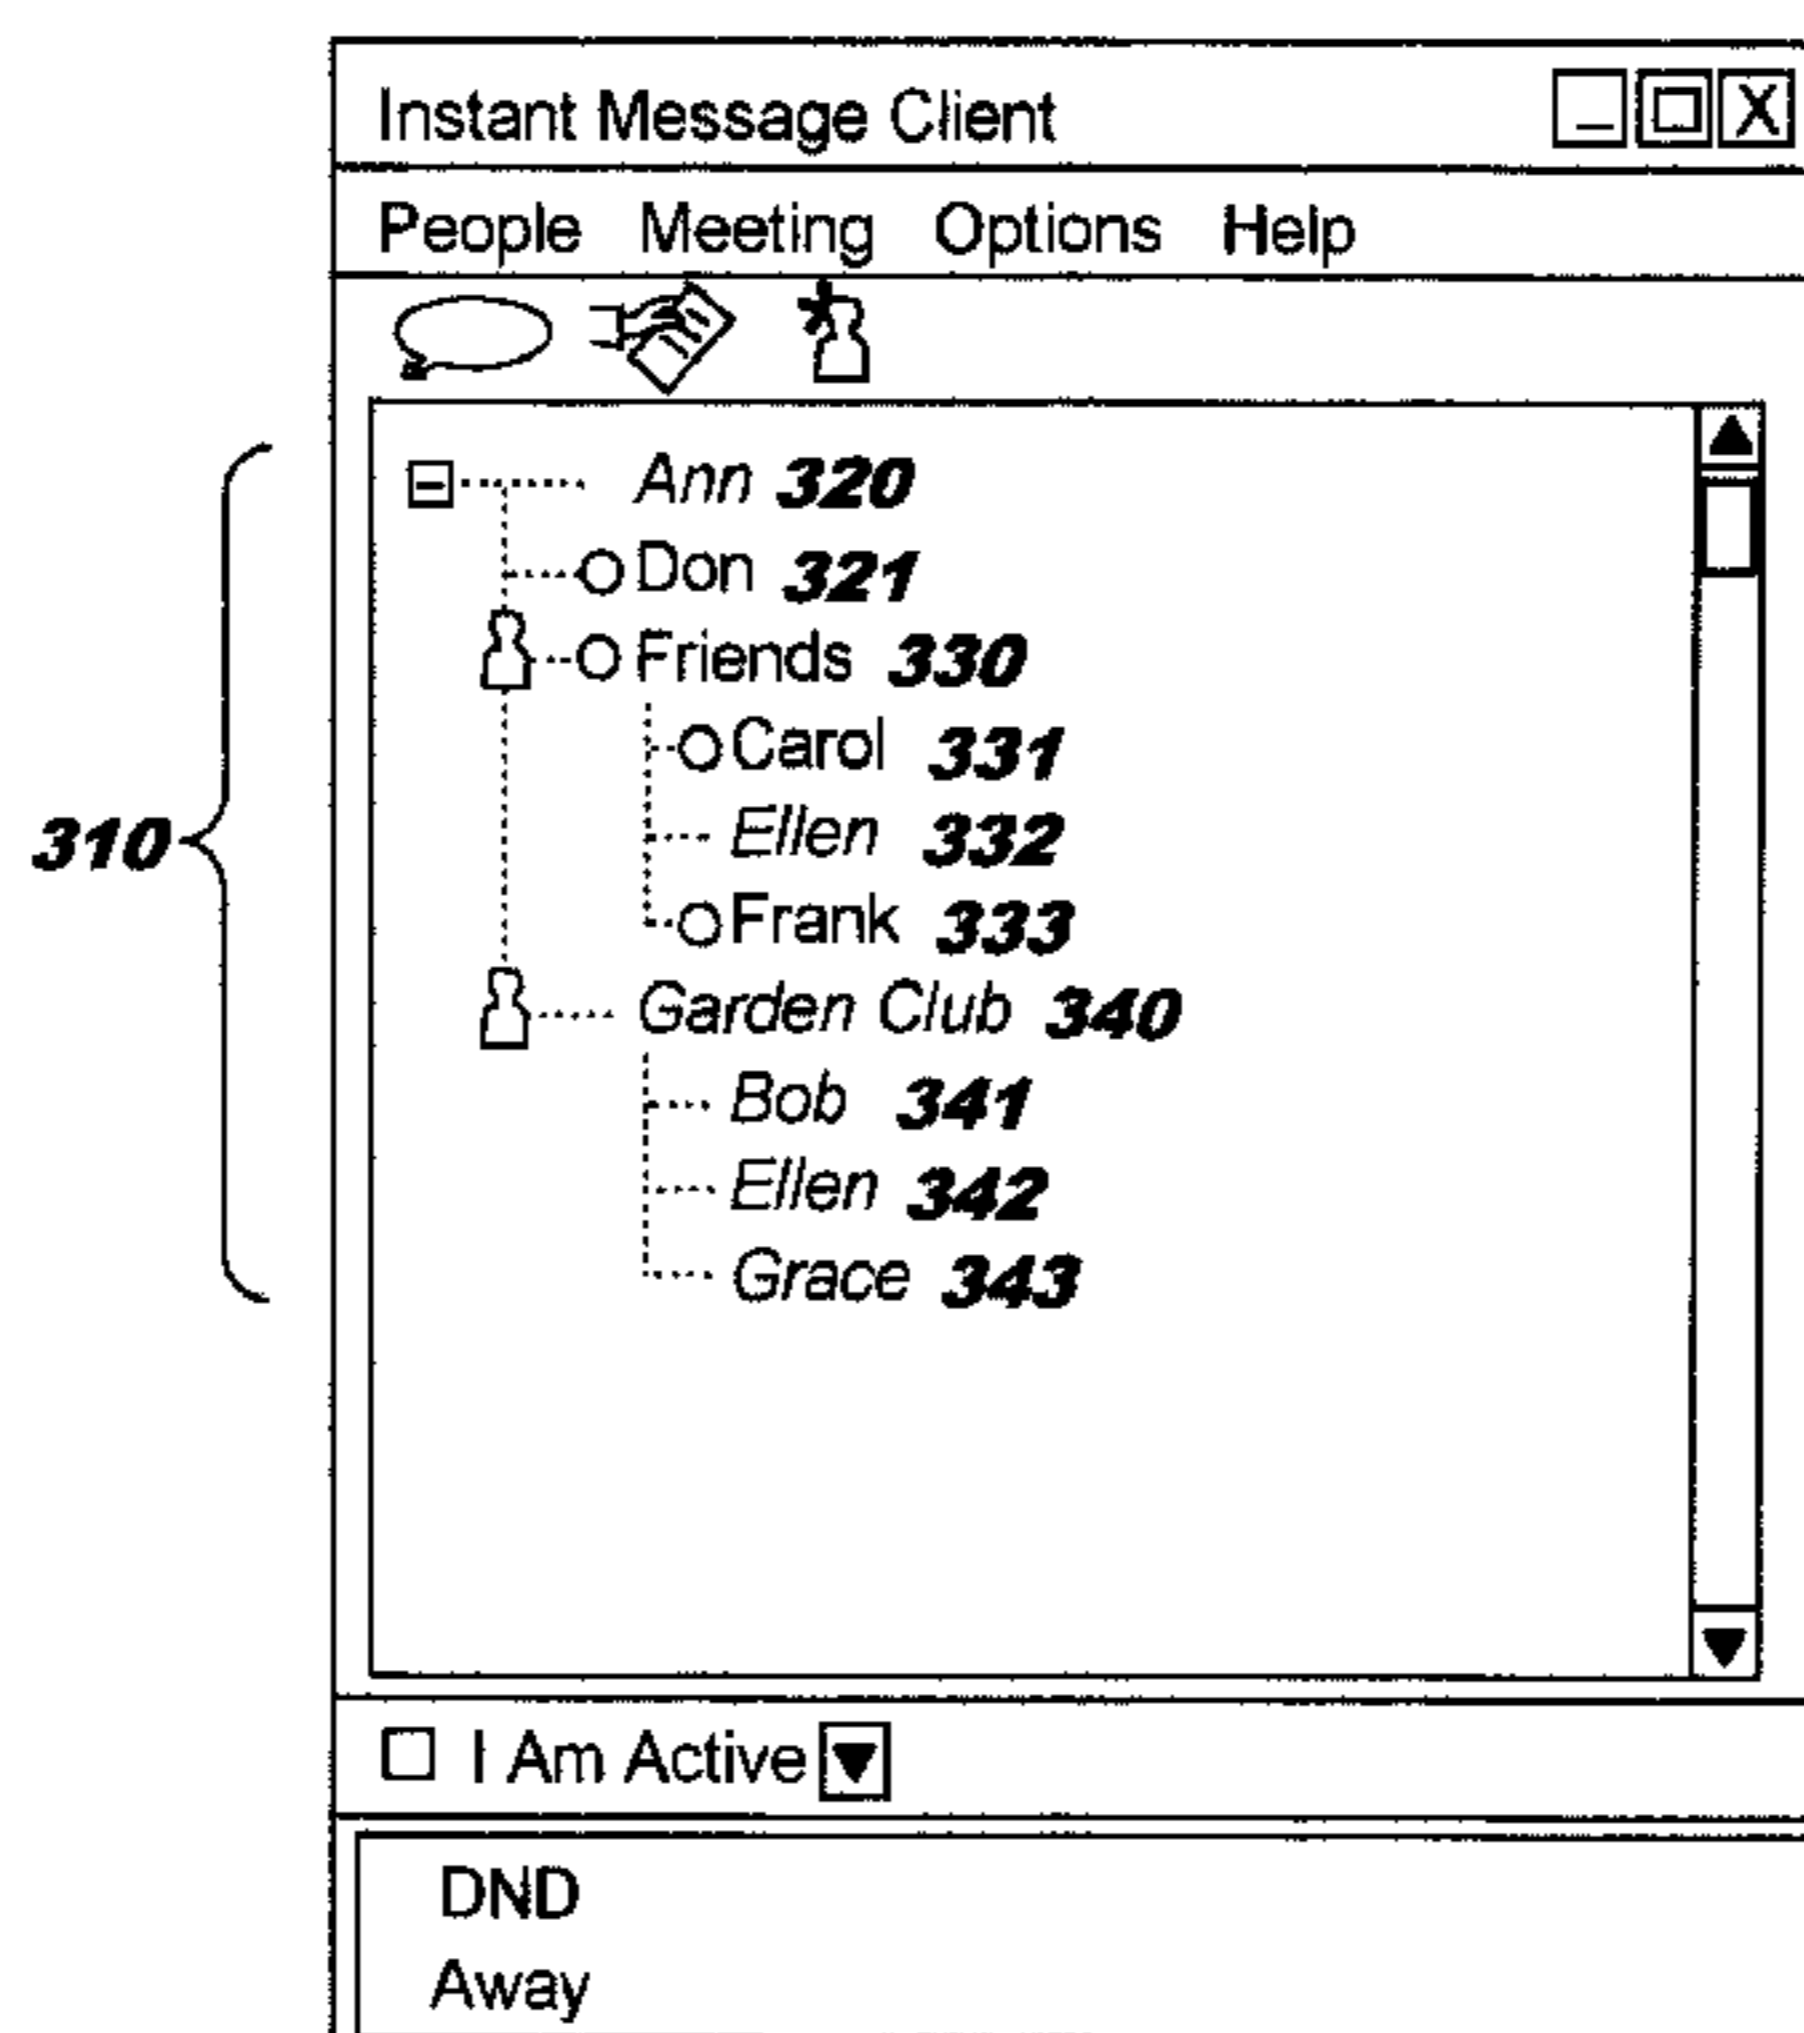 Instant Message Client
People Meeting Options Help
Ann 320
Don 321
Friends 330
Carol 331
310
Ellen 332
Frank 333
Garden Club 340
Bob 341
Ellen 342
Grace 343
I Am Active
DND
Away